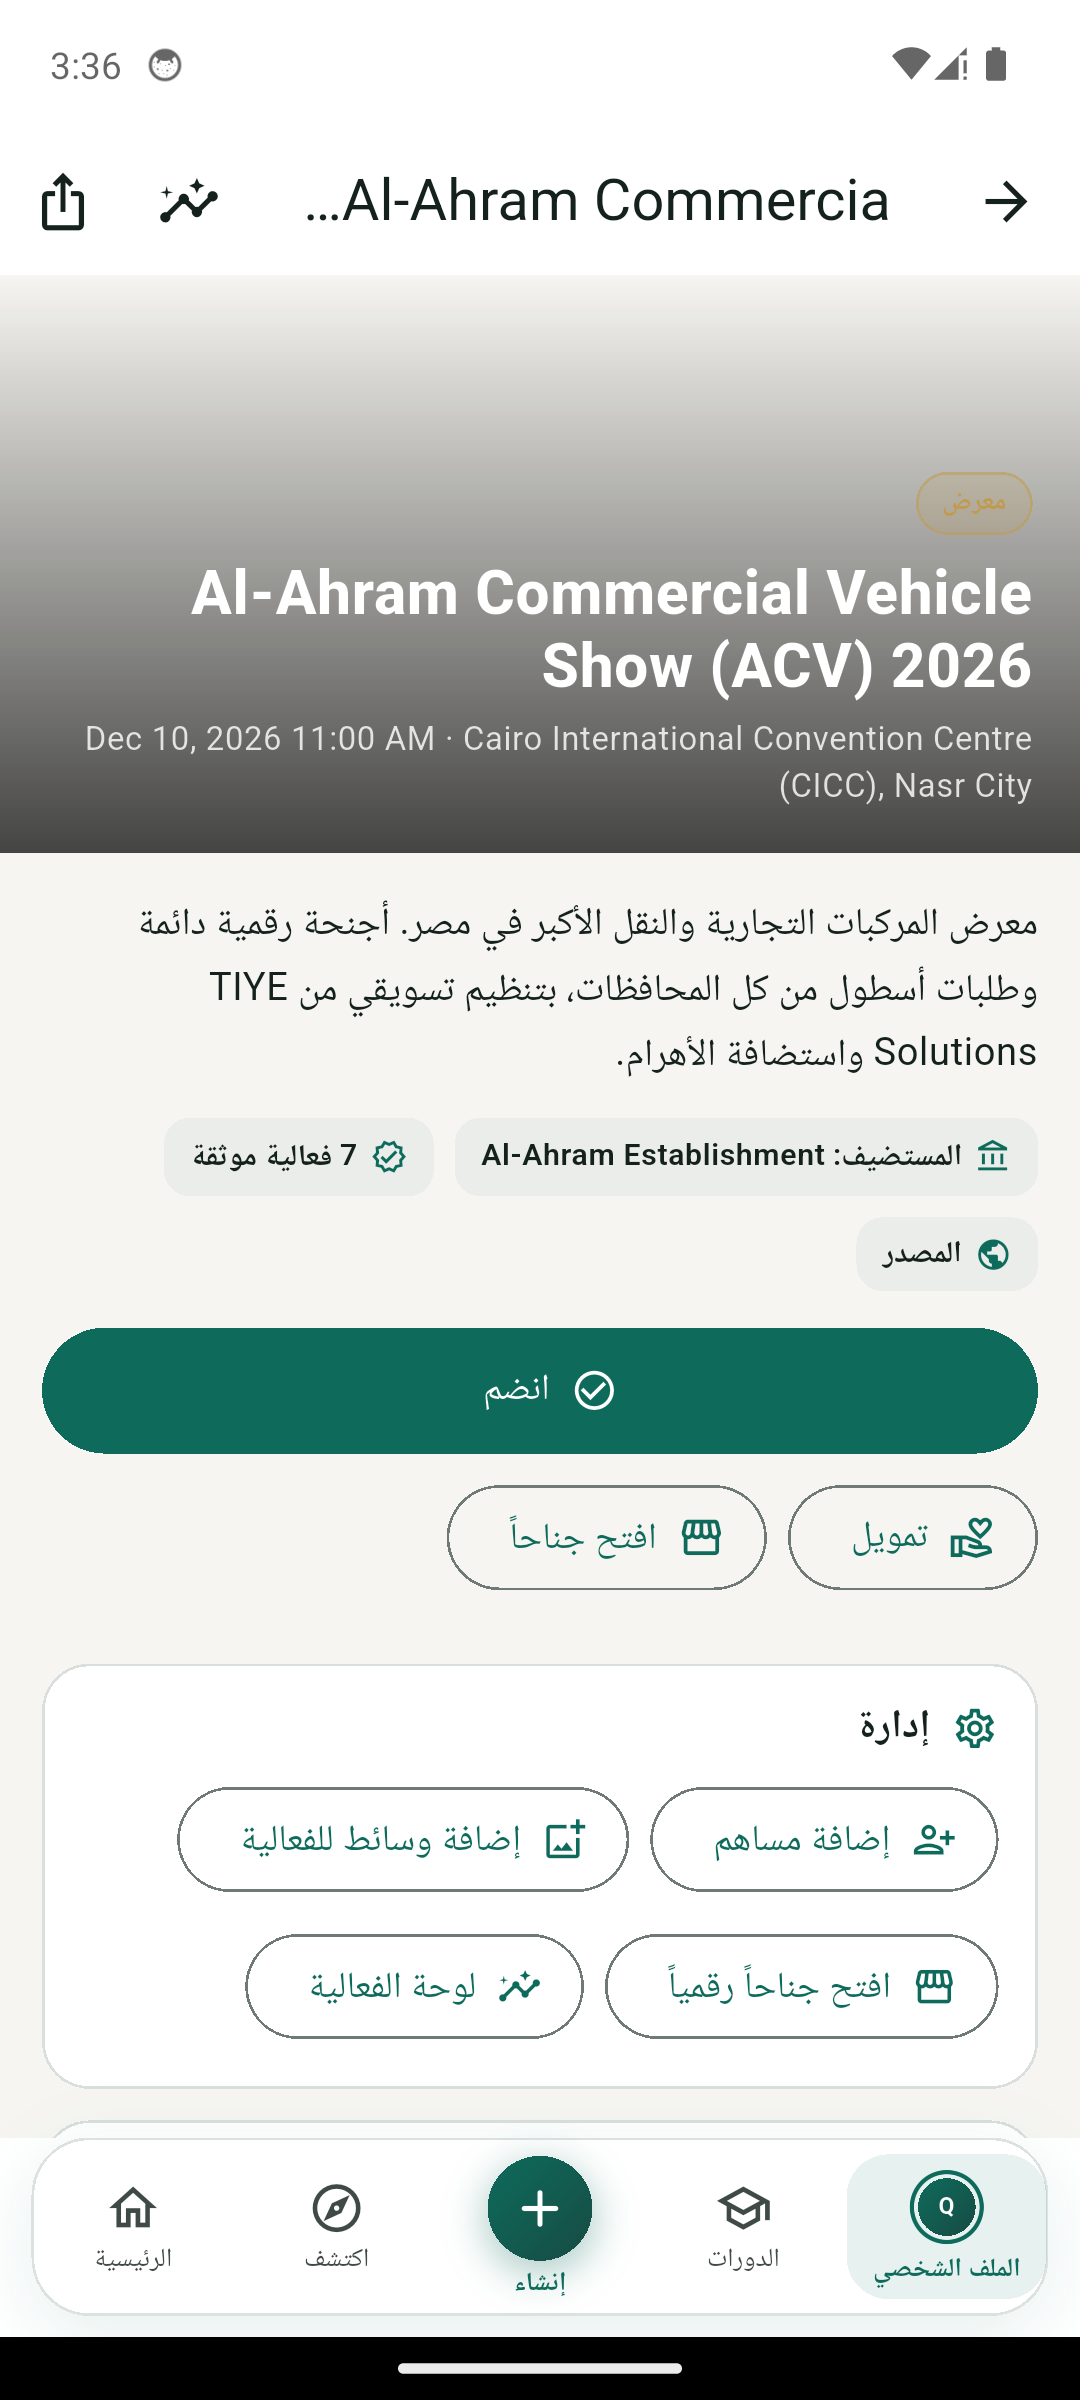 3:36
Al-Ahram Commercia...
معرض
Al-Ahram Commercial Vehicle
Show (ACV) 2026
Dec 10, 2026 11:00 AM · Cairo International Convention Centre
(CICC), Nasr City
معرض المركبات التجارية والنقل الأكبر في مصر. أجنحة رقمية دائمة
وطلبات أسطول من كل المحافظات، بتنظيم تسويقي من TIYE
Solutions واستضافة الأهرام.
المستضيف: Al-Ahram Establishment
7 فعالية موثقة
المصدر
انضم
تمويل
افتح جناحاً
إدارة
إضافة مساهم
إضافة وسائط للفعالية
افتح جناحاً رقمياً
لوحة الفعالية
Q
الملف الشخصي
الدورات
إنشاء
اكتشف
الرئيسية